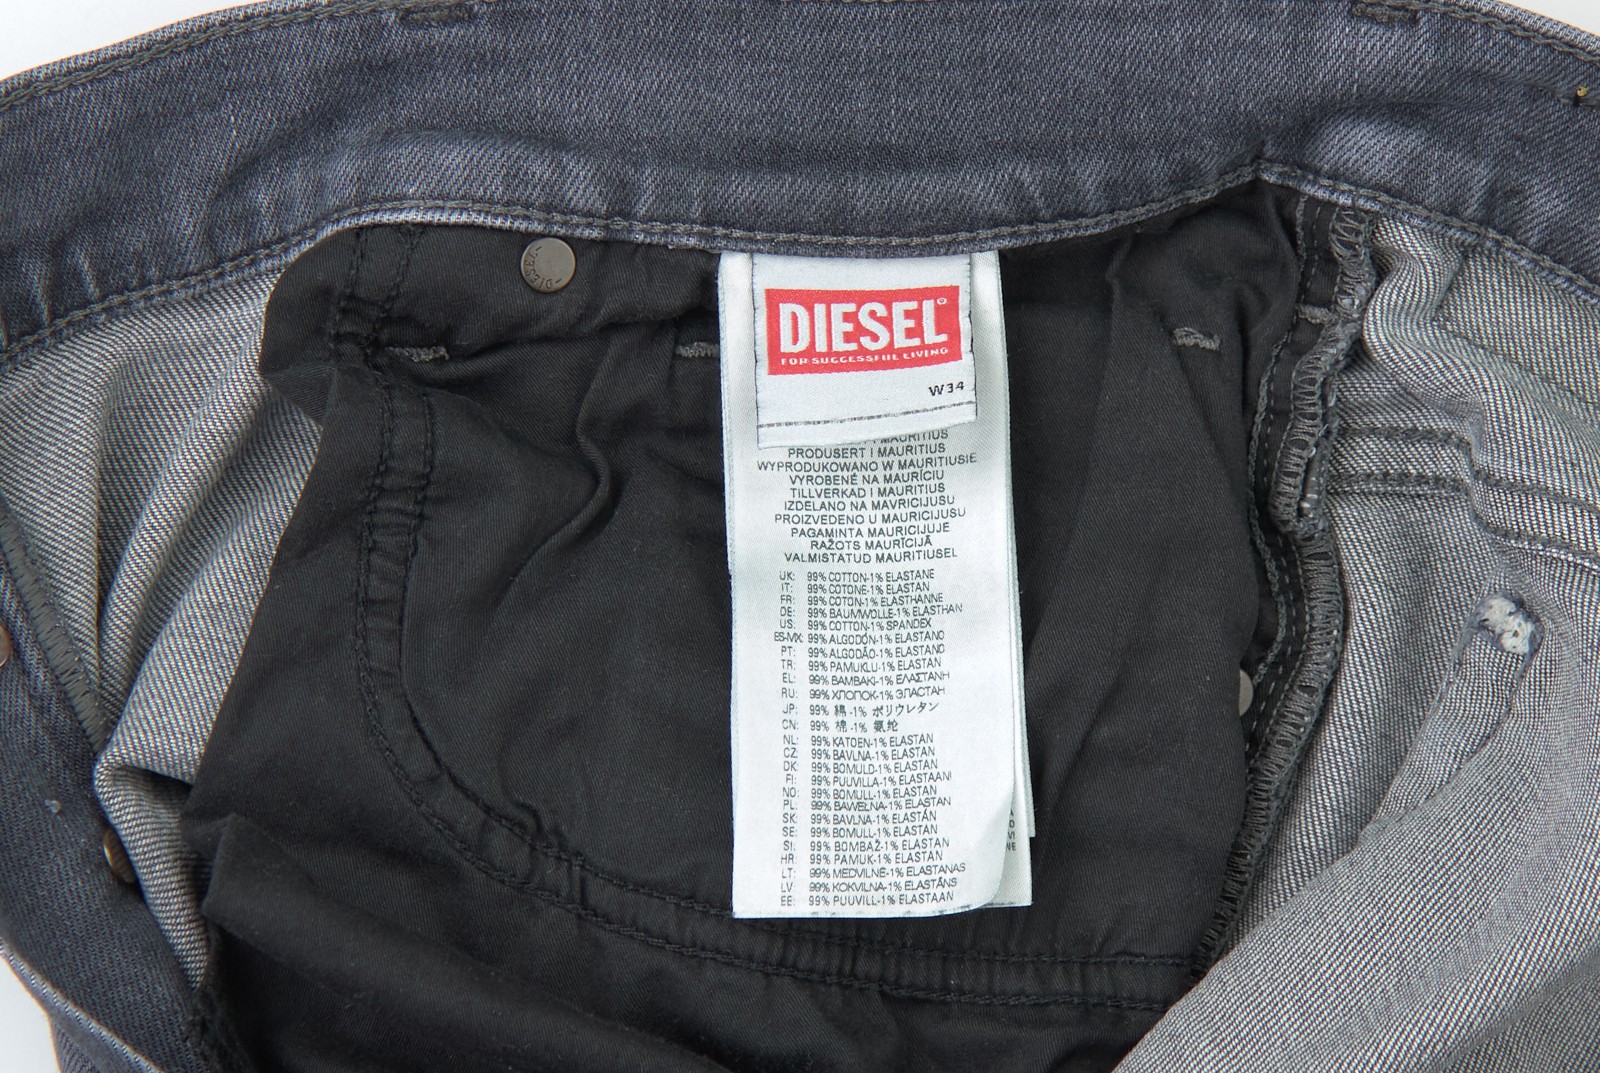 DIESEL
DIESEL®
FOR SUCCESSFUL LIVING
W34
I MAURITIUS
PRODUSERT I MAURITIUS
WYPRODUKOWANO W MAURITIUSIE
VYROBENÉ NA MAURÍCIU
TILLVERKAD I MAURITIUS
IZDELANO NA MAVRICIJUSU
PROIZVEDENO U MAURICIJUSU
PAGAMINTA MAURICIJUJE
RAŽOTS MAURĪCIJĀ
VALMISTATUD MAURITIUSEL
UK: 99% COTTON-1% ELASTANE
IT: 99% COTONE-1% ELASTAN
FR: 99% COTON-1% ELASTHANNE
DE: 99% BAUMWOLLE-1% ELASTHAN
US: 99% COTTON-1% SPANDEX
ES-MX: 99% ALGODÓN-1% ELASTANO
PT: 99% ALGODÃO-1% ELASTANO
TR: 99% PAMUKLU-1% ELASTAN
EL: 99% ΒΑΜΒΑΚΙ-1% ΕΛΑΣΤΑΝΗ
RU: 99% ХЛОПОК-1% ЭЛАСТАН
JP: 99% 綿 -1% ポリウレタン
CN: 99% 棉 -1% 氨纶
NL: 99% KATOEN-1% ELASTAN
CZ: 99% BAVLNA-1% ELASTAN
DK: 99% BOMULD-1% ELASTAN
FI: 99% PUUVILLA-1% ELASTAANI
NO: 99% BOMULL-1% ELASTAN
PL: 99% BAWEŁNA-1% ELASTAN
SK: 99% BAVLNA-1% ELASTAN
SE: 99% BOMULL-1% ELASTAN
SI: 99% BOMBAŽ-1% ELASTAN
HR: 99% PAMUK-1% ELASTAN
LT: 99% MEDVILNĖ-1% ELASTANAS
LV: 99% KOKVILNA-1% ELASTĀNS
EE: 99% PUUVILL-1% ELASTAAN